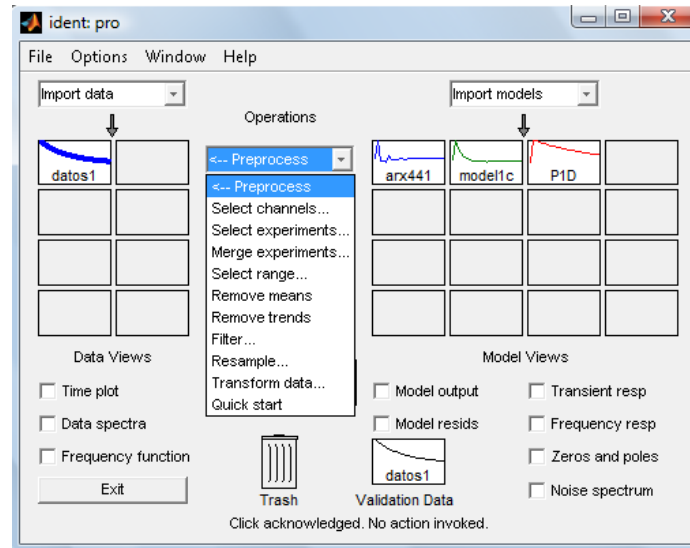 ident: pro
File Options Window Help
Import data
Import models
Operations
<-- Preprocess
datos1
arx441
model1c
P1D
<-- Preprocess
Select channels...
Select experiments...
Merge experiments...
Select range...
Remove means
Remove trends
Filter...
Resample...
Transform data...
Quick start
Data Views
Model Views
Time plot
Model output
Transient resp
Data spectra
Model resids
Frequency resp
Frequency function
datos1
Zeros and poles
Exit
Trash
Validation Data
Noise spectrum
Click acknowledged. No action invoked.